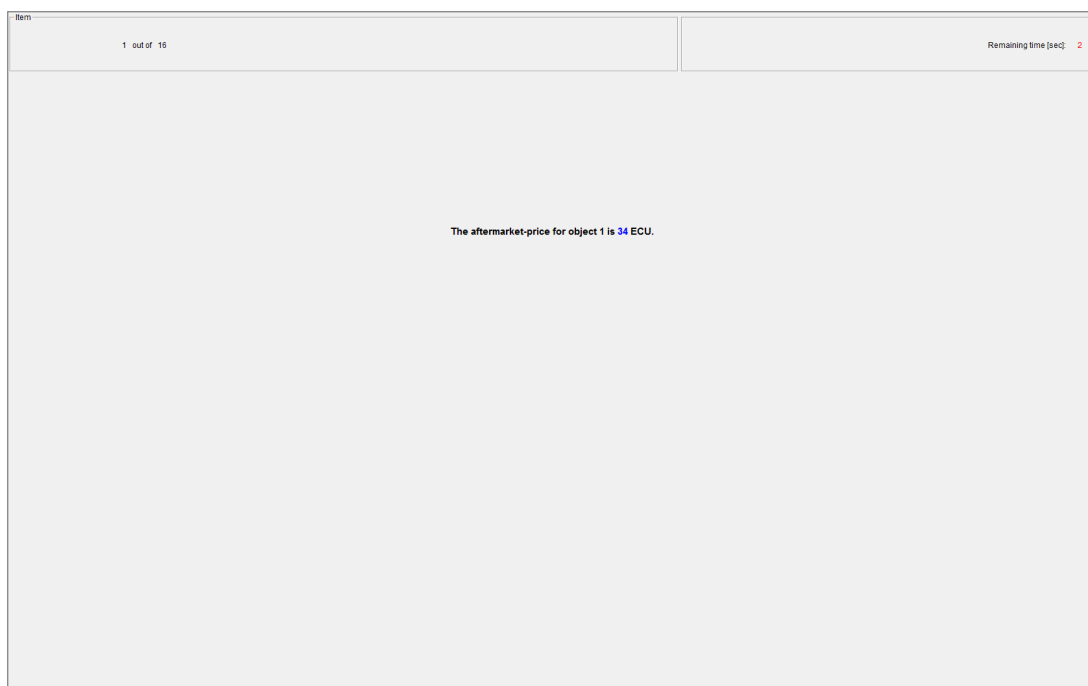 Item
1 out of 16
Remaining time [sec]: 2
The aftermarket-price for object 1 is 34 ECU.